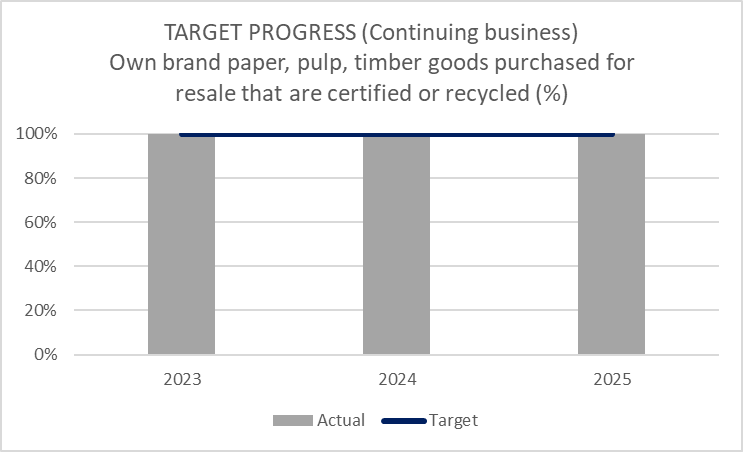 TARGET PROGRESS (Continuing business)
Own brand paper, pulp, timber goods purchased for
resale that are certified or recycled (%)
100%
80%
60%
40%
20%
0%
2023 2024 2025
Actual Target